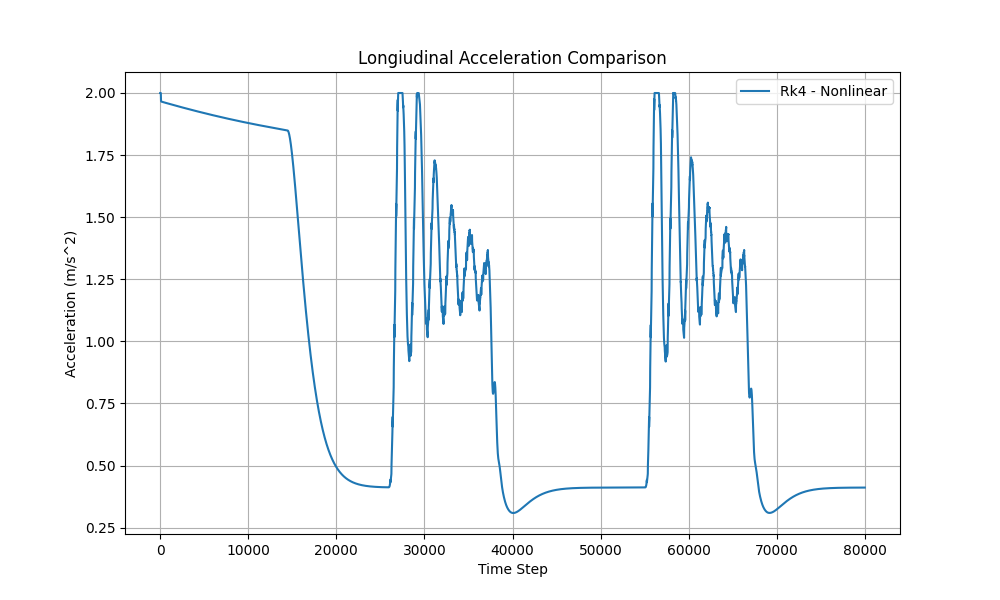 Longiudinal Acceleration Comparison
Rk4 - Nonlinear
Acceleration (m/s^2)
2.00
1.75
1.50
1.25
1.00
0.75
0.50
0.25
0 10000 20000 30000 40000 50000 60000 70000 80000
Time Step